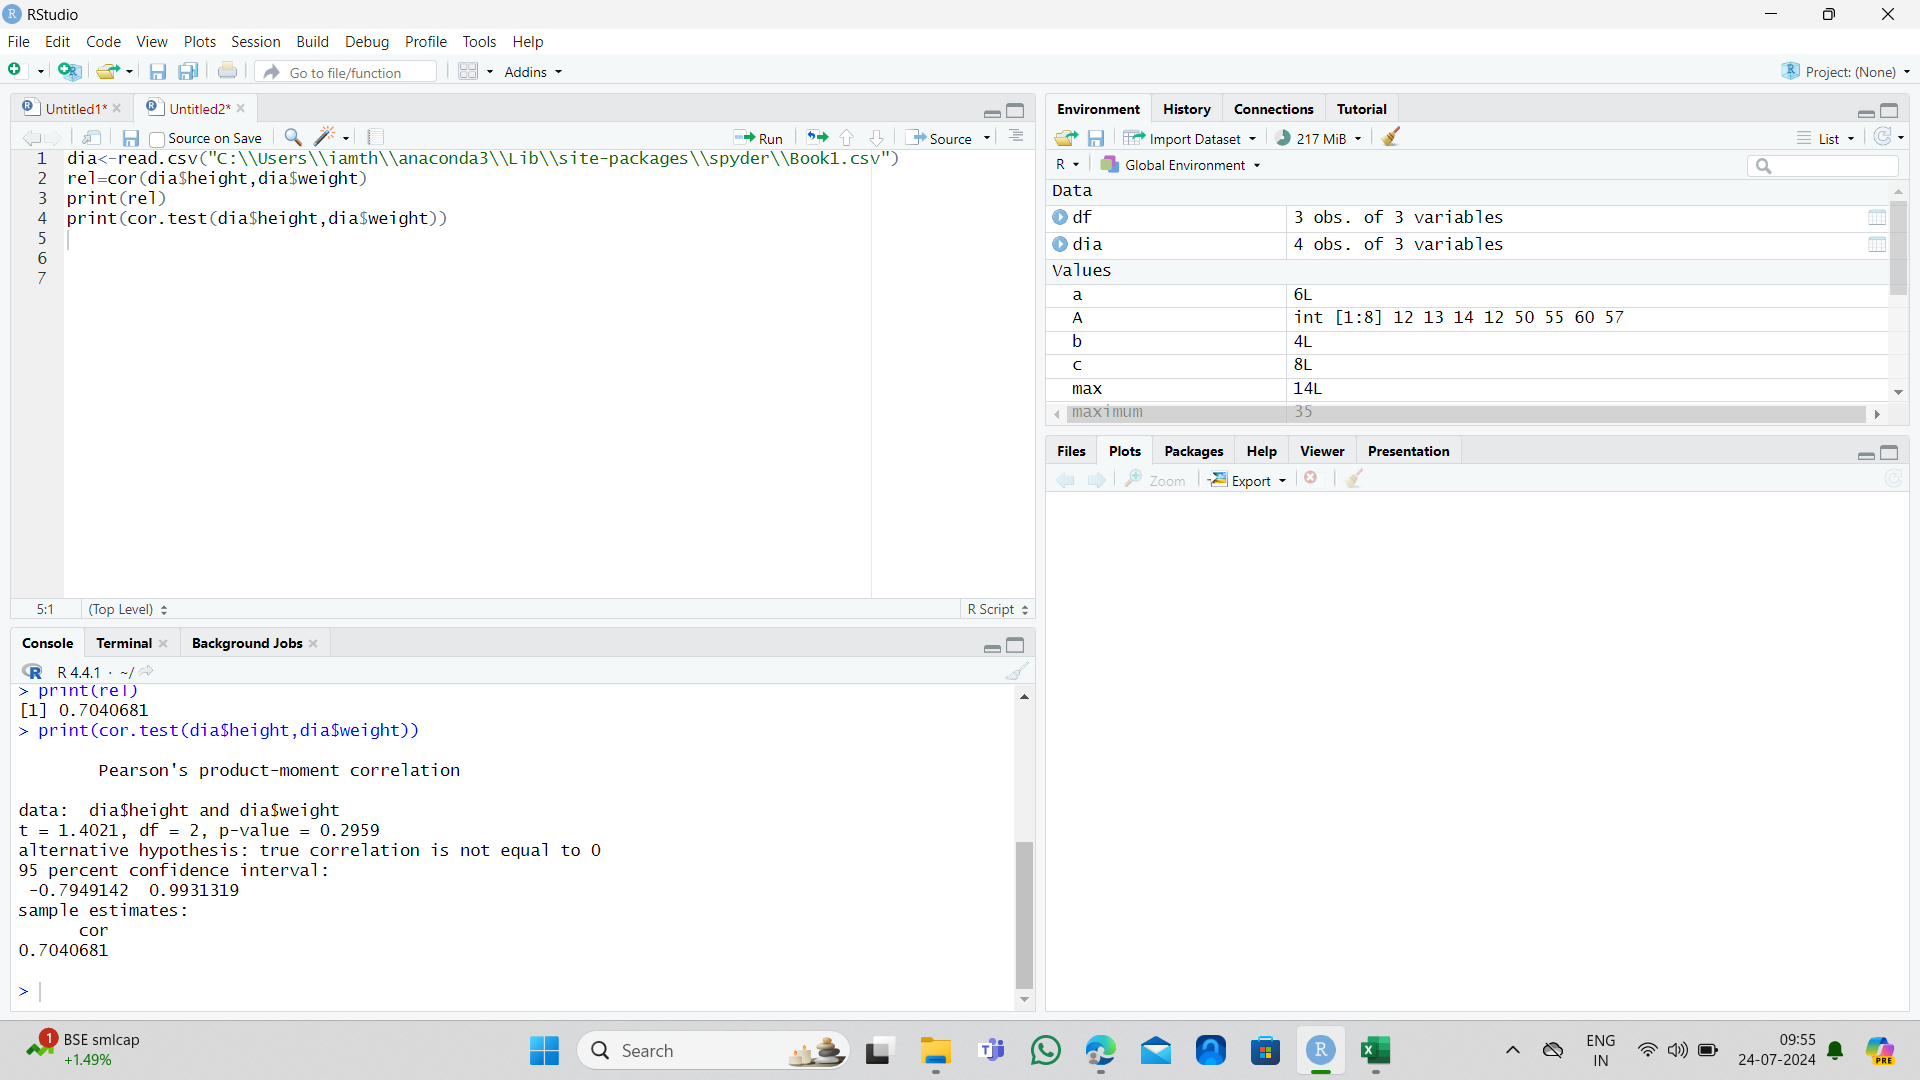 RStudio
File Edit Code View Plots Session Build Debug Profile Tools Help
Go to file/function Addins Project: (None)
Untitled1* Untitled2*
Source on Save Run Source
1 dia<-read.csv("C:\\Users\\iamth\\anaconda3\\Lib\\site-packages\\spyder\\Book1.csv")
2 rel=cor(dia$height,dia$weight)
3 print(rel)
4 print(cor.test(dia$height,dia$weight))
5
6
7
5:1 (Top Level) R Script
Console Terminal Background Jobs
R R 4.4.1 · ~/
> print(rel)
[1] 0.7040681
> print(cor.test(dia$height,dia$weight))
Pearson's product-moment correlation
data: dia$height and dia$weight
t = 1.4021, df = 2, p-value = 0.2959
alternative hypothesis: true correlation is not equal to 0
95 percent confidence interval:
-0.7949142 0.9931319
sample estimates:
cor
0.7040681
>
Environment History Connections Tutorial
Import Dataset 217 MiB List
R Global Environment
Data
df 3 obs. of 3 variables
dia 4 obs. of 3 variables
Values
a 6L
A int [1:8] 12 13 14 12 50 55 60 57
b 4L
c 8L
max 14L
maximum 35
Files Plots Packages Help Viewer Presentation
Zoom Export
1 BSE smlcap
+1.49%
Search
R
ENG
IN
09:55
24-07-2024
PRE